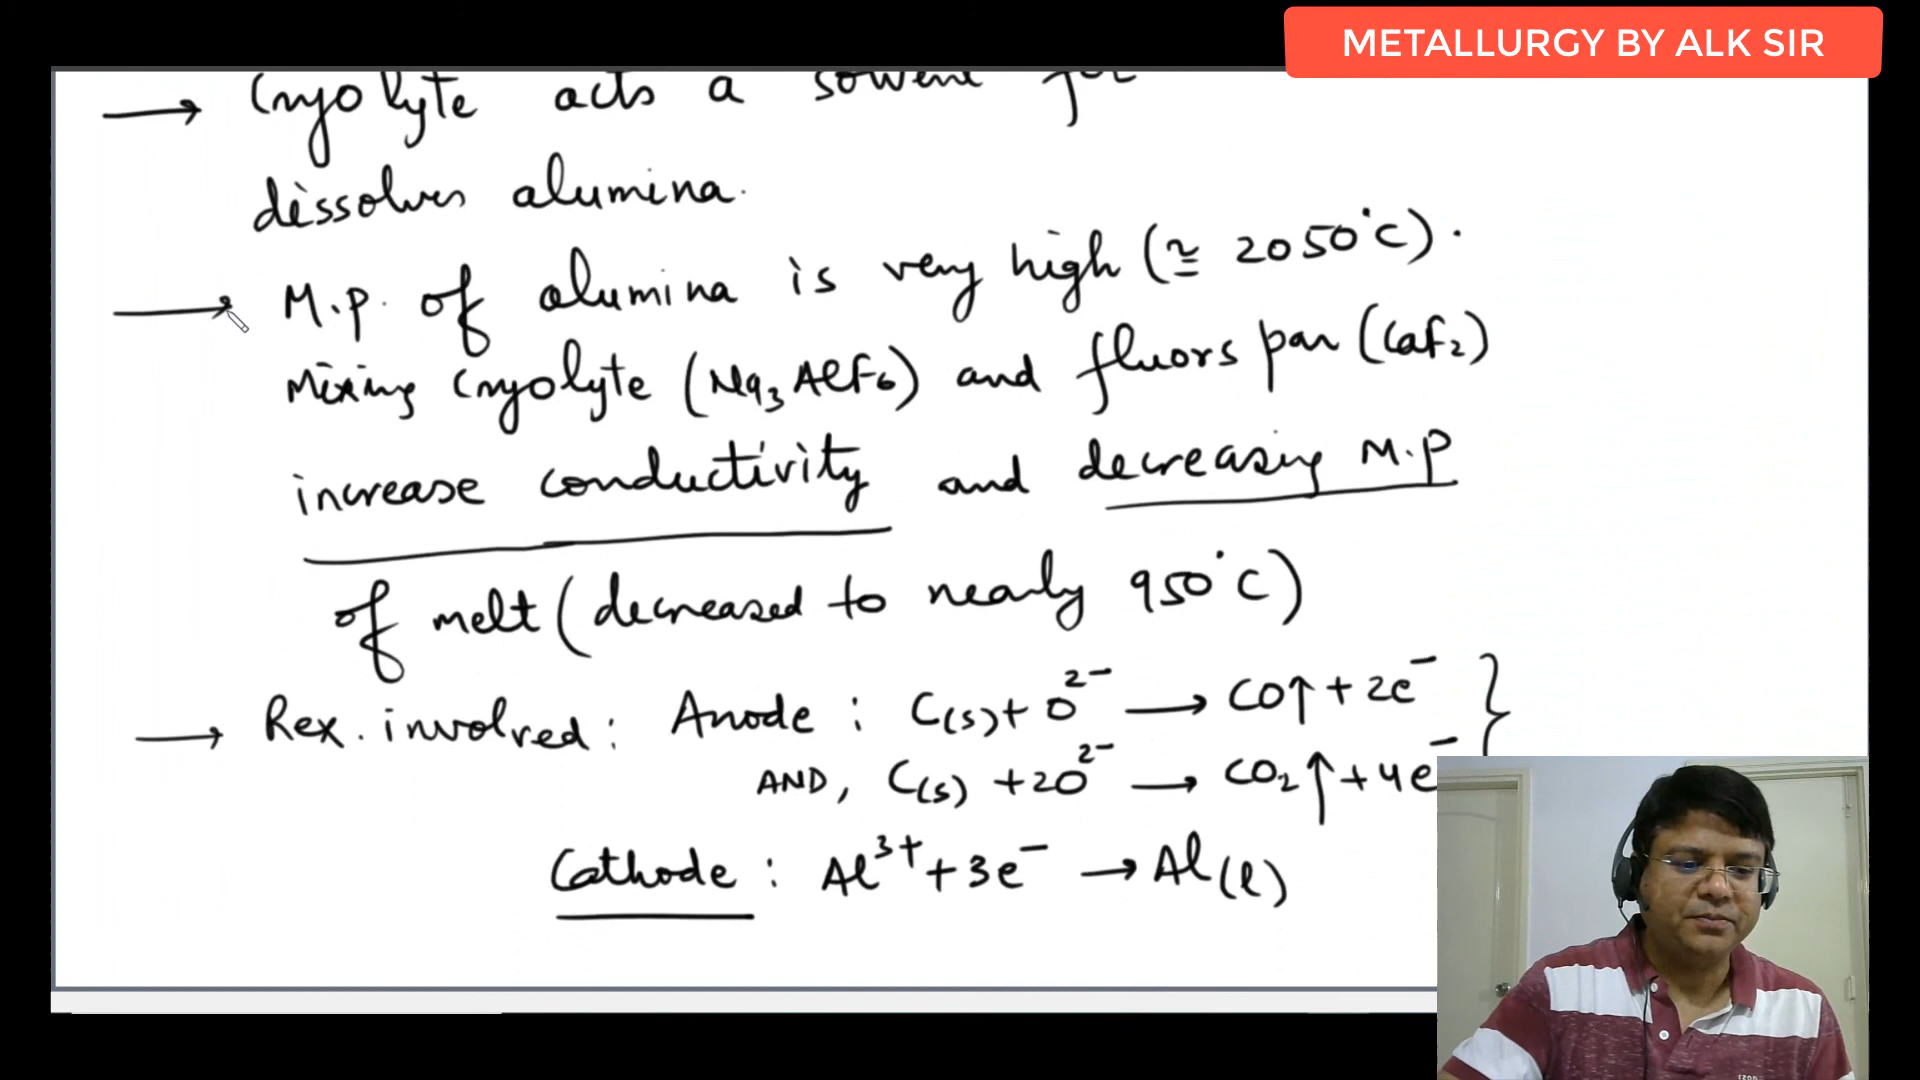 METALLURGY BY ALK SIR
→ Cryolyte acts a solvent for
dissolves alumina.
→ M.p. of alumina is very high (≅ 2050°C).
Mixing Cryolyte (Na₃AlF₆) and fluorspar (CaF₂)
increase conductivity and decreasing M.P
of melt (decreased to nearly 950°C)
→ Rex. involved : Anode : C(s) + O²⁻ → CO↑ + 2e⁻ }
AND, C(s) + 2O²⁻ → CO₂↑ + 4e⁻
Cathode : Al³⁺ + 3e⁻ → Al(l)